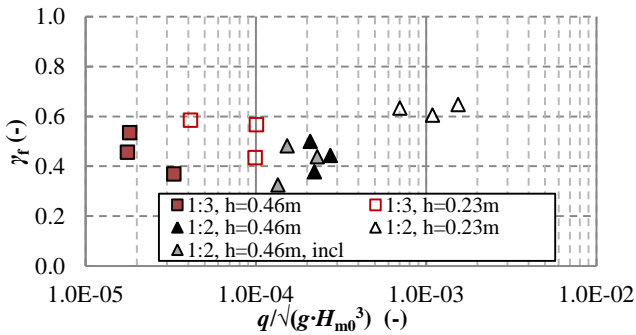 1.0
0.8
0.6
0.4
0.2
0.0
γf (-)
1:3, h=0.46m
1:3, h=0.23m
1:2, h=0.46m
1:2, h=0.23m
1:2, h=0.46m, incl
1.0E-05
1.0E-04
1.0E-03
1.0E-02
q/√(g·Hm0³) (-)